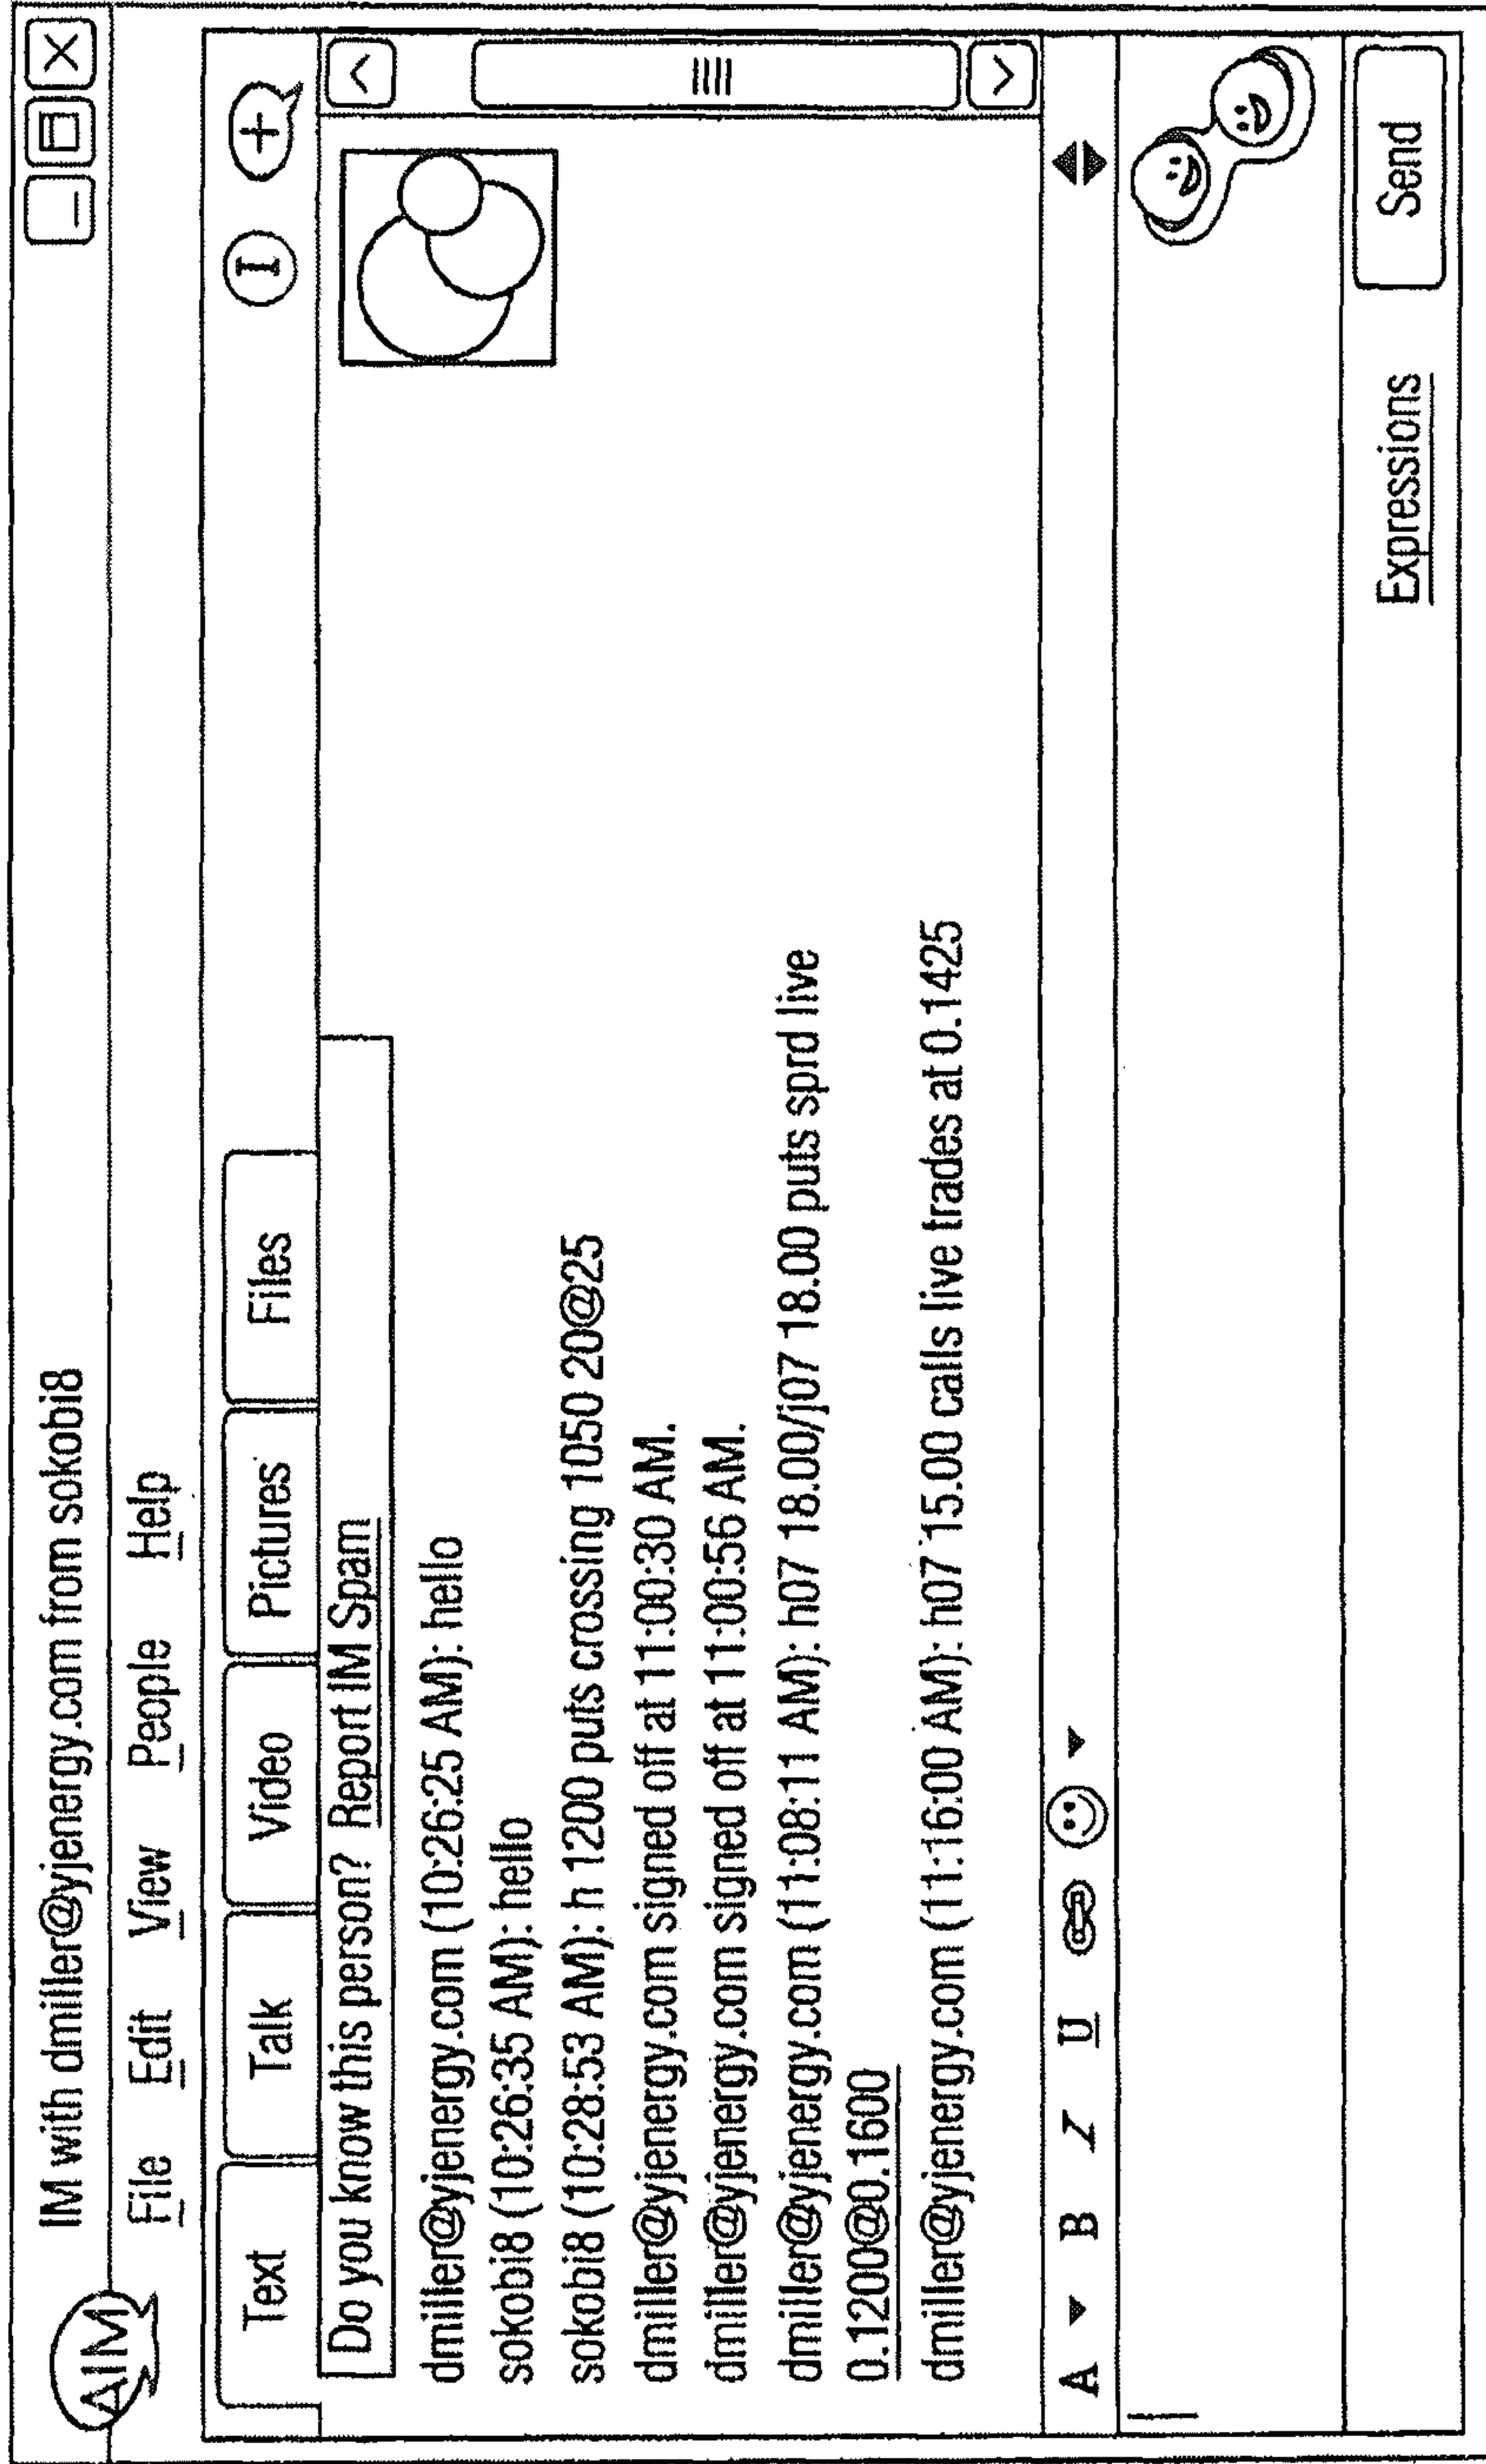 AIM
IM with dmiller@yjenergy.com from sokobi8
File Edit View People Help
Text Talk Video Pictures Files
Do you know this person? Report IM Spam
dmiller@yjenergy.com (10:26:25 AM): hello
sokobi8 (10:26:35 AM): hello
sokobi8 (10:28:53 AM): h 1200 puts crossing 1050 20@25
dmiller@yjenergy.com signed off at 11:00:30 AM.
dmiller@yjenergy.com signed off at 11:00:56 AM.
dmiller@yjenergy.com (11:08:11 AM): h07 18.00/j07 18.00 puts sprd live
0.1200@0.1600
dmiller@yjenergy.com (11:16:00 AM): h07 15.00 calls live trades at 0.1425
A B I U
Expressions Send